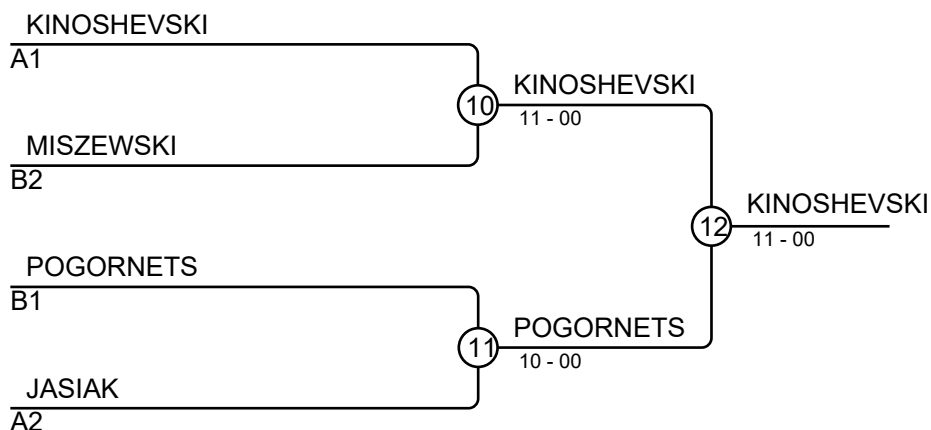 KINOSHEVSKI
A1
10
KINOSHEVSKI
11 - 00
MISZEWSKI
B2
12
KINOSHEVSKI
11 - 00
POGORNETS
B1
11
POGORNETS
10 - 00
JASIAK
A2